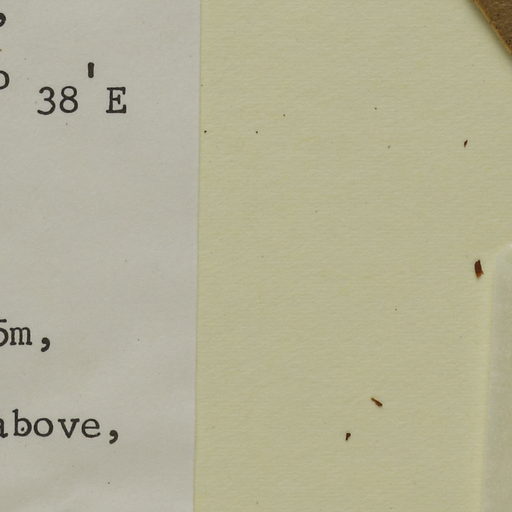 ,
° 38'E
5m,
above,